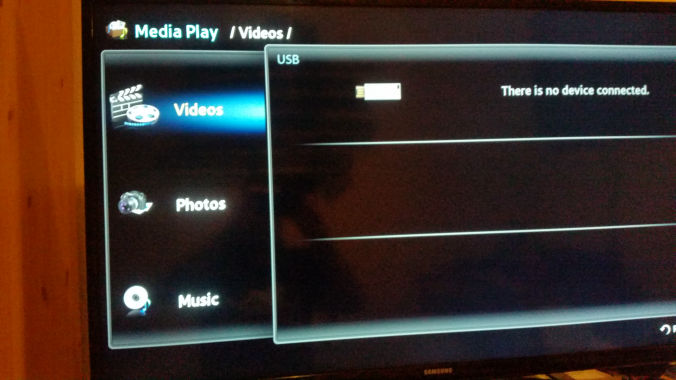 Media Play / Videos /
USB
There is no device connected.
Videos
Photos
Music
SAMSUNG